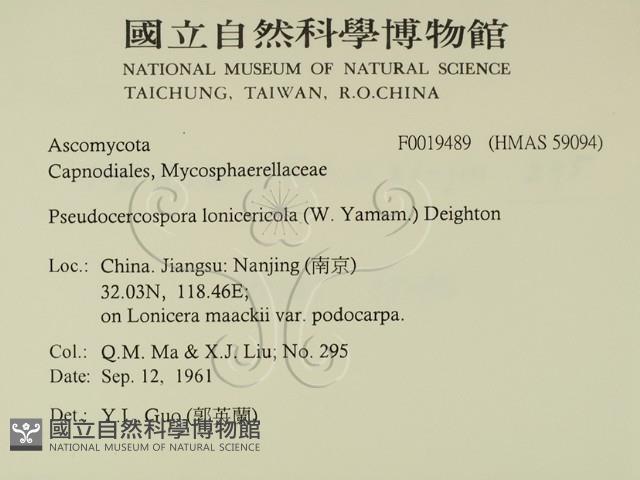 國立自然科學博物館
NATIONAL MUSEUM OF NATURAL SCIENCE
TAICHUNG, TAIWAN, R.O.CHINA
Ascomycota F0019489 (HMAS 59094)
Capnodiales, Mycosphaerellaceae
Pseudocercospora lonicericola (W. Yamam.) Deighton
Loc.: China. Jiangsu: Nanjing (南京)
32.03N, 118.46E;
on Lonicera maackii var. podocarpa.
Col.: Q.M. Ma & X.J. Liu; No. 295
Date: Sep. 12, 1961
Det.: Y.L. Guo (郭英蘭)
國立自然科學博物館
NATIONAL MUSEUM OF NATURAL SCIENCE